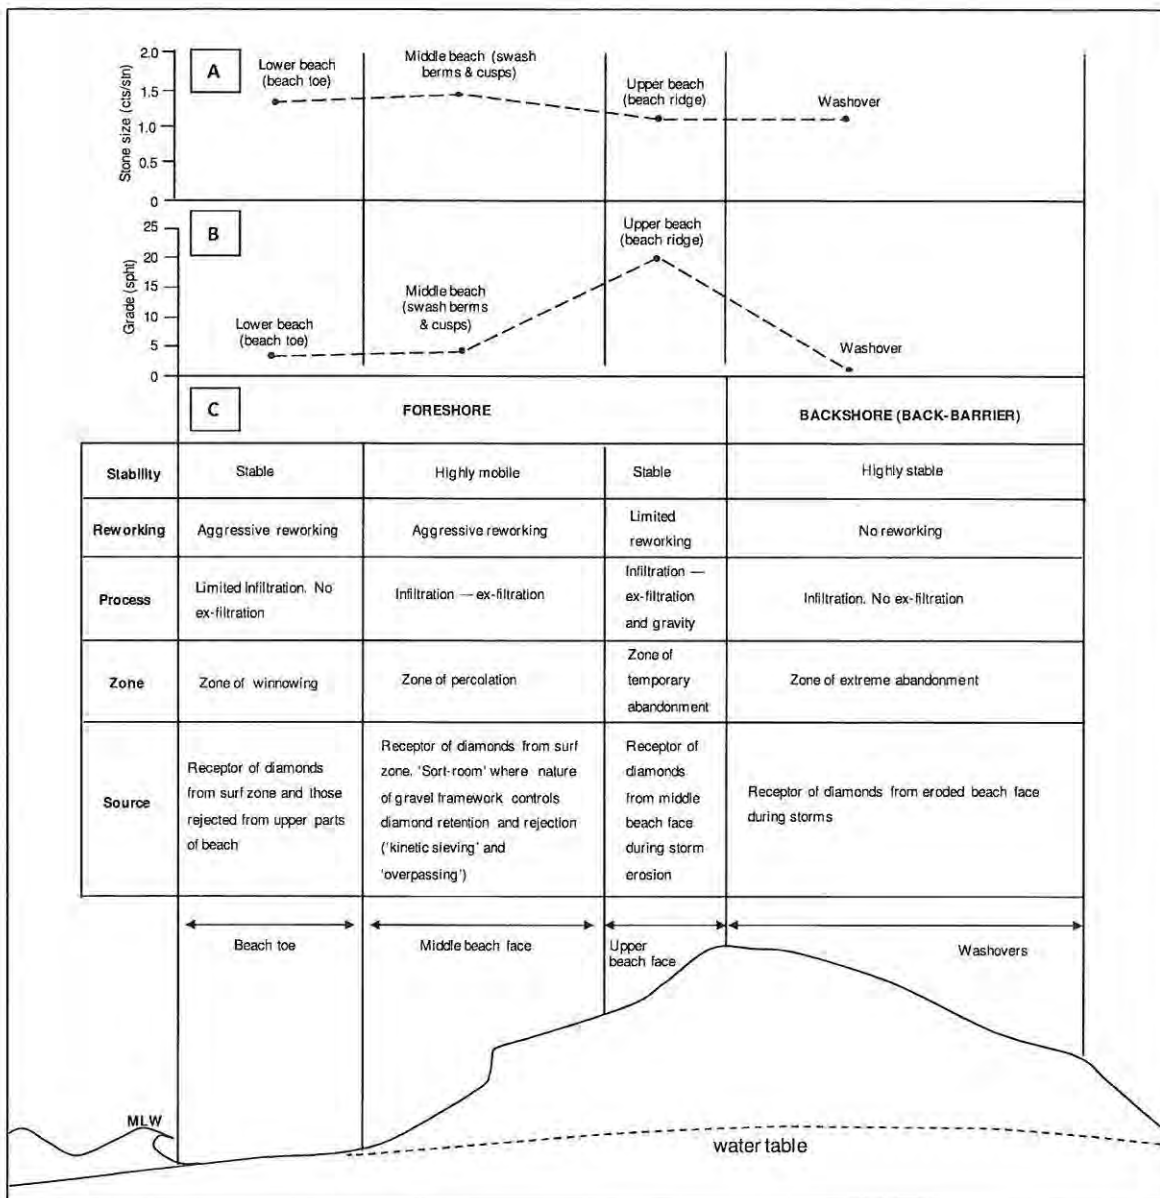 A
Stone size (cts/stn)
2.0
1.5
1.0
0.5
0
Lower beach
(beach toe)
Middle beach (swash
berms & cusps)
Upper beach
(beach ridge)
Washover
B
Grade (spht)
25
20
15
10
5
0
Lower beach
(beach toe)
Middle beach
(swash berms
& cusps)
Upper beach
(beach ridge)
Washover
C
FORESHORE
BACKSHORE (BACK-BARRIER)
Stability
Stable
Highly mobile
Stable
Highly stable
Reworking
Aggressive reworking
Aggressive reworking
Limited
reworking
No reworking
Process
Limited infiltration. No
ex-filtration
Infiltration — ex-filtration
Infiltration —
ex-filtration
and gravity
Infiltration. No ex-filtration
Zone
Zone of winnowing
Zone of percolation
Zone of
temporary
abandonment
Zone of extreme abandonment
Source
Receptor of diamonds
from surf zone and those
rejected from upper parts
of beach
Receptor of diamonds from surf
zone. 'Sort-room' where nature
of gravel framework controls
diamond retention and rejection
('kinetic sieving' and
'overpassing')
Receptor of
diamonds
from middle
beach face
during storm
erosion
Receptor of diamonds from eroded beach face
during storms
Beach toe
Middle beach face
Upper
beach face
Washovers
MLW
water table